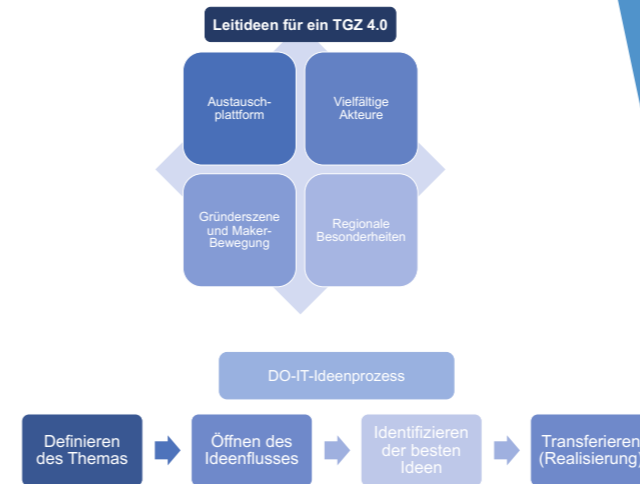 Leitideen für ein TGZ 4.0
Austausch-
plattform
Vielfältige
Akteure
Gründerszene
und Maker-
Bewegung
Regionale
Besonderheiten
DO-IT-Ideenprozess
Definieren
des Themas
Öffnen des
Ideenflusses
Identifizieren
der besten
Ideen
Transferieren
(Realisierung)